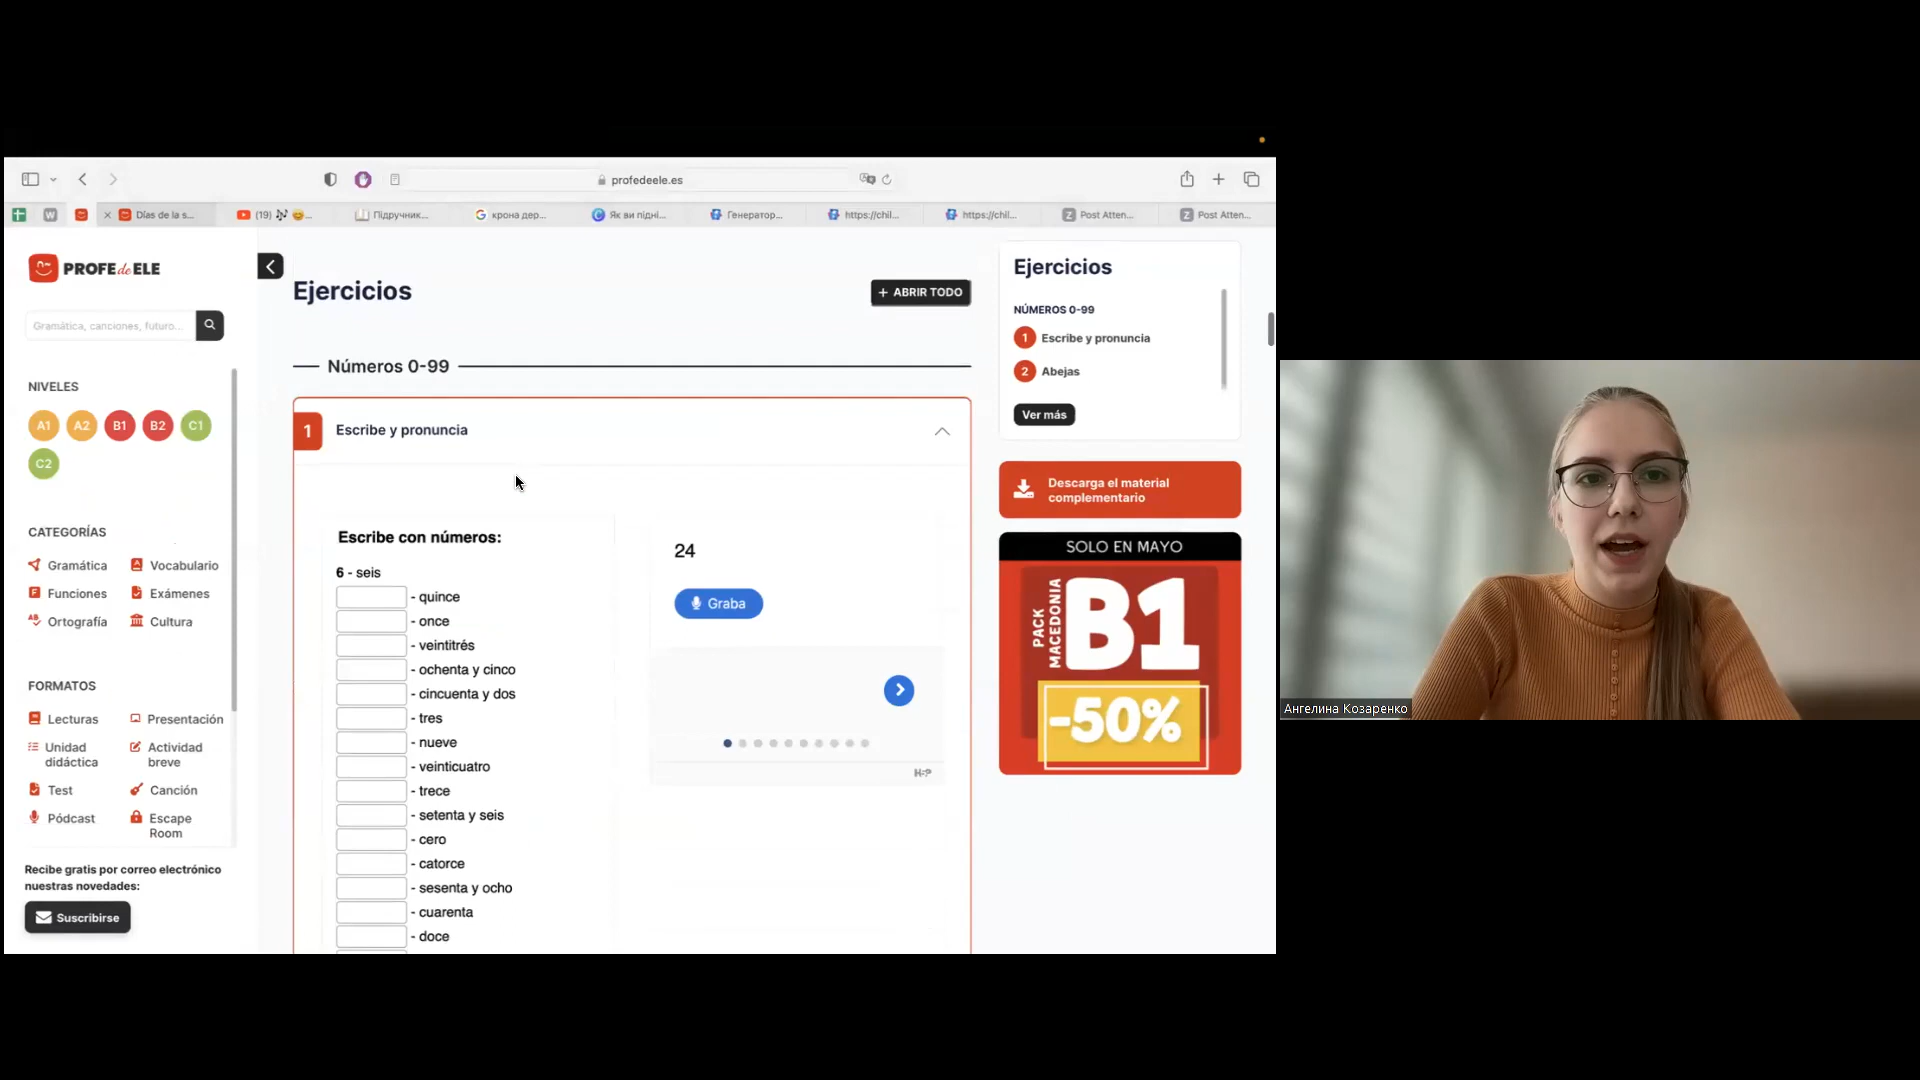 profedeele.es
Días de la s...
(19) 🎶 😊...
Підручник...
крона дер...
Як ви підні...
Генератор...
https://chil...
https://chil...
Post Atten...
Post Atten...
PROFE de ELE
Gramática, canciones, futuro...
NIVELES
A1 A2 B1 B2 C1
C2
CATEGORÍAS
Gramática
Vocabulario
Funciones
Exámenes
Ortografía
Cultura
FORMATOS
Lecturas
Presentación
Unidad
didáctica
Actividad
breve
Test
Canción
Pódcast
Escape
Room
Recibe gratis por correo electrónico
nuestras novedades:
Suscribirse
Ejercicios
+ ABRIR TODO
Números 0-99
1 Escribe y pronuncia
Escribe con números:
6 - seis
- quince
- once
- veintitrés
- ochenta y cinco
- cincuenta y dos
- tres
- nueve
- veinticuatro
- trece
- setenta y seis
- cero
- catorce
- sesenta y ocho
- cuarenta
- doce
24
Graba
H5P
Ejercicios
NÚMEROS 0-99
1 Escribe y pronuncia
2 Abejas
Ver más
Descarga el material
complementario
SOLO EN MAYO
PACK
MACEDONIA
B1
-50%
Ангелина Козаренко